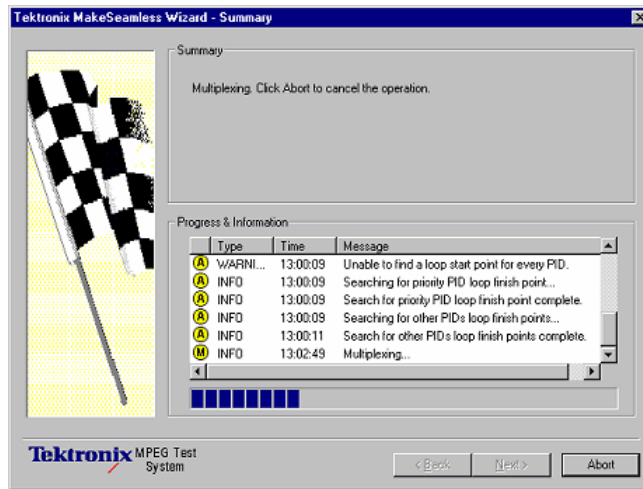 Tektronix MakeSeamless Wizard - Summary
Summary
Multiplexing. Click Abort to cancel the operation.
Progress & Information
Type Time Message
A WARNI... 13:00:09 Unable to find a loop start point for every PID.
A INFO 13:00:09 Searching for priority PID loop finish point...
A INFO 13:00:09 Search for priority PID loop finish point complete.
A INFO 13:00:09 Searching for other PIDs loop finish points...
A INFO 13:00:11 Search for other PIDs loop finish points complete.
M INFO 13:02:49 Multiplexing...
Tektronix MPEG Test
System
< Back Next > Abort